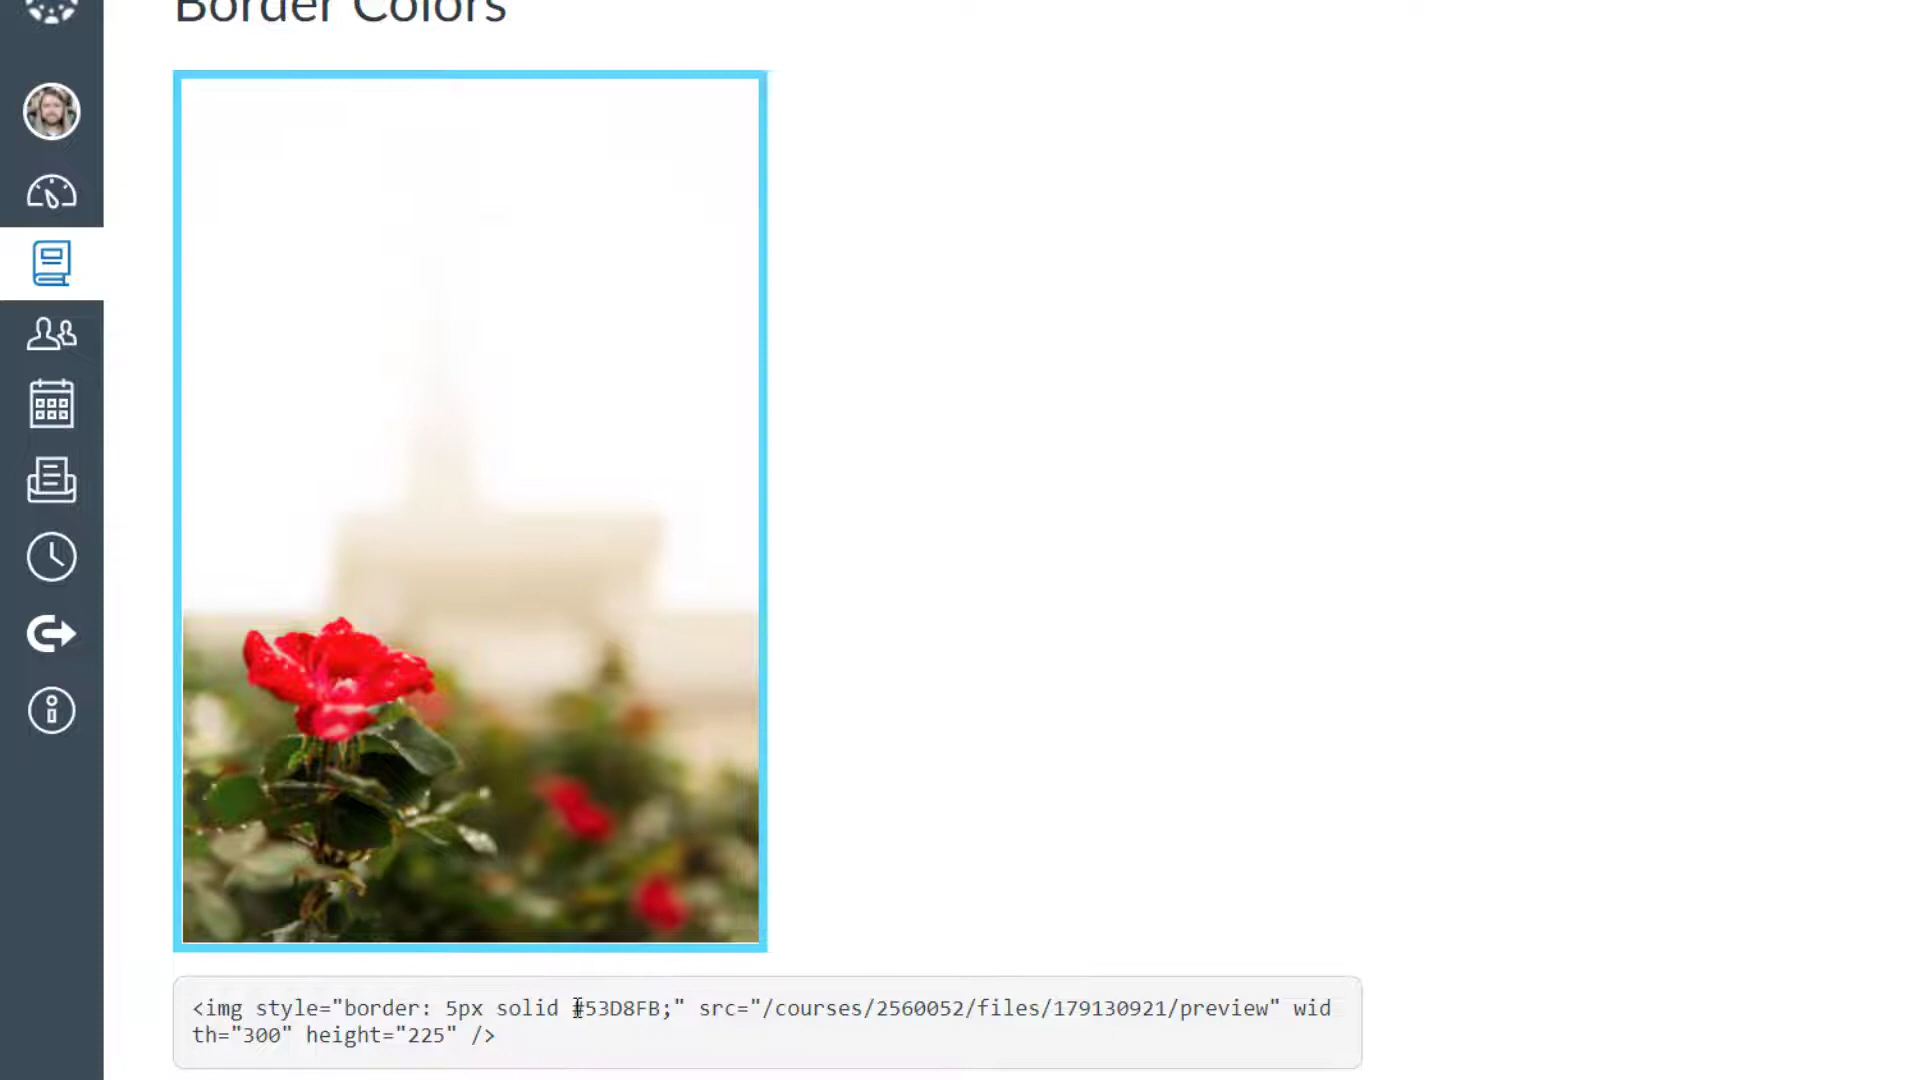 Border Colors
<img style="border: 5px solid #53D8FB;" src="/courses/2560052/files/179130921/preview" wid
th="300" height="225" />